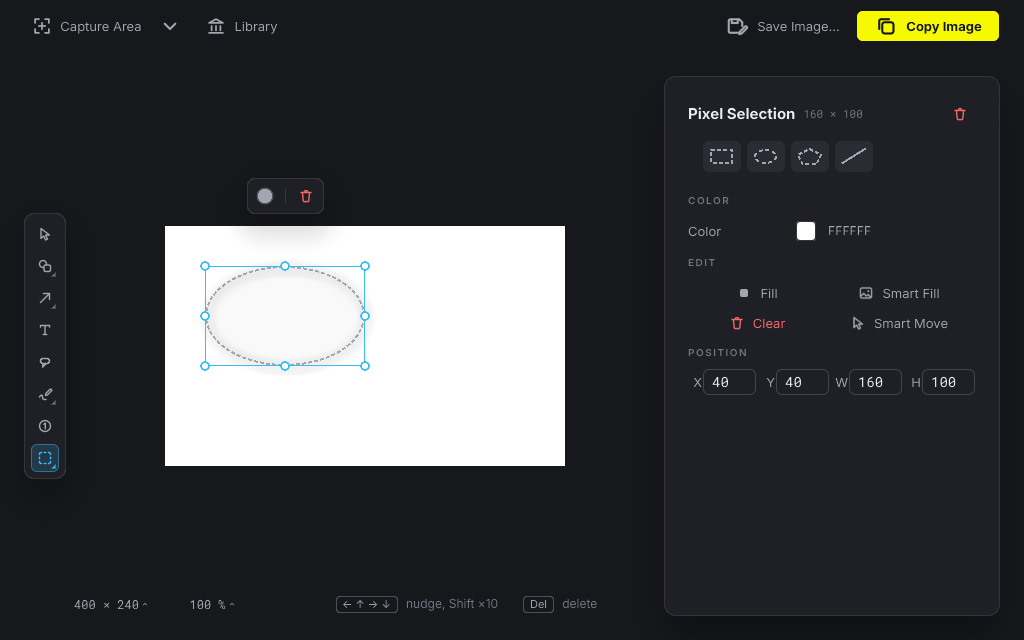 Capture Area
Library
Save Image...
Copy Image
Pixel Selection 160 × 100
COLOR
Color FFFFFF
EDIT
Fill
Smart Fill
Clear
Smart Move
POSITION
X 40 Y 40 W 160 H 100
400 × 240
100 %
← ↑ → ↓ nudge, Shift ×10
Del delete